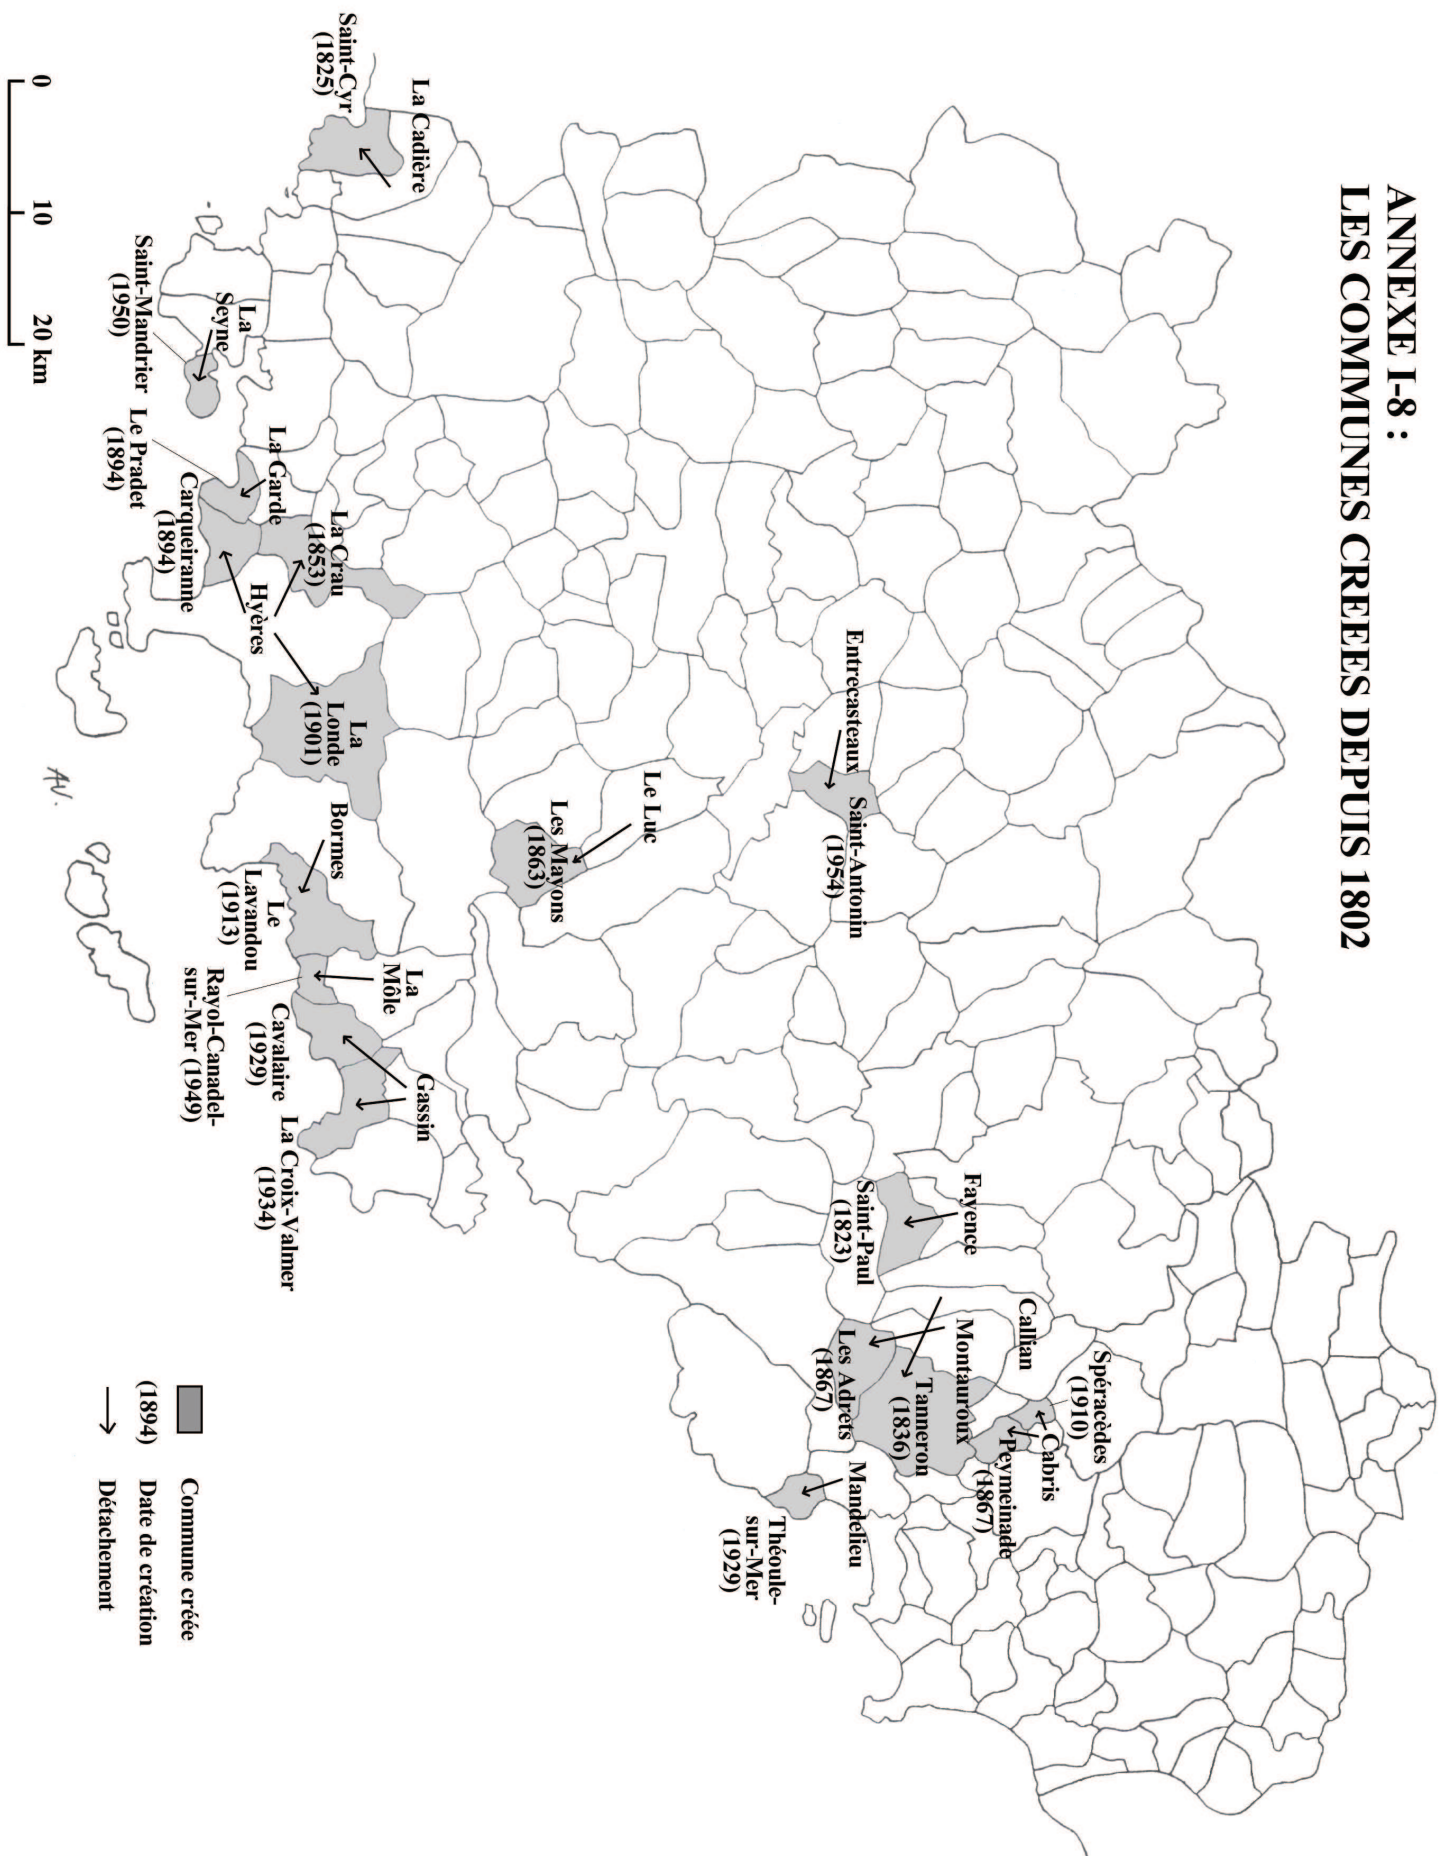 ANNEXE I-8 :
LES COMMUNES CREEES DEPUIS 1802
Spéracèdes
(1910)
Callian
Cabris
Peymeinade
(1867)
Fayence
Montauroux
Tanneron
(1836)
Entrecasteaux
Saint-Antonin
(1954)
Saint-Paul
(1823)
Les Adrets
(1867)
Mandelieu
Théoule-
sur-Mer
(1929)
Le Luc
Les Mayons
(1863)
La Cadière
Saint-Cyr
(1825)
La
Môle
Gassin
La Crau
(1853)
La
Londe
(1901)
Bormes
La Garde
Hyères
Le
Lavandou
(1913)
Cavalaire
(1929)
La Croix-Valmer
(1934)
La
Seyne
Rayol-Canadel-
sur-Mer (1949)
Carqueiranne
(1894)
Saint-Mandrier
(1950)
Le Pradet
(1894)
AV.
0 10 20 km
Commune créée
(1894) Date de création
Détachement